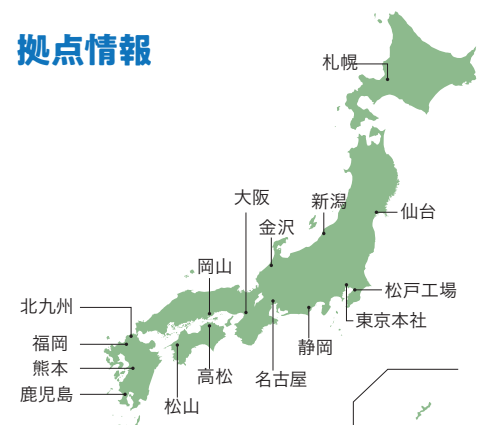 拠点情報
札幌
大阪
新潟
仙台
金沢
岡山
松戸工場
北九州
東京本社
福岡
静岡
熊本
高松
名古屋
鹿児島
松山